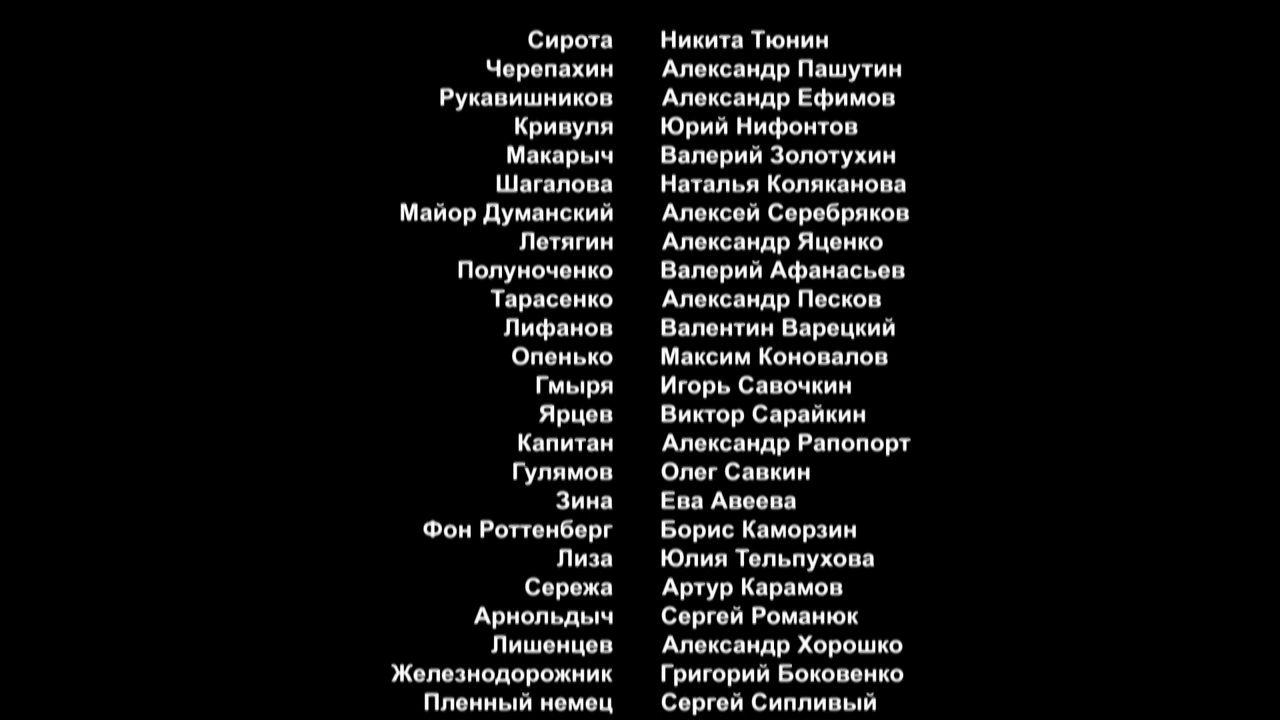 Сирота Никита Тюнин
Черепахин Александр Пашутин
Рукавишников Александр Ефимов
Кривуля Юрий Нифонтов
Макарыч Валерий Золотухин
Шагалова Наталья Коляканова
Майор Думанский Алексей Серебряков
Летягин Александр Яценко
Полуноченко Валерий Афанасьев
Тарасенко Александр Песков
Лифанов Валентин Варецкий
Опенько Максим Коновалов
Гмыря Игорь Савочкин
Ярцев Виктор Сарайкин
Капитан Александр Рапопорт
Гулямов Олег Савкин
Зина Ева Авеева
Фон Роттенберг Борис Каморзин
Лиза Юлия Тельпухова
Сережа Артур Карамов
Арнольдыч Сергей Романюк
Лишенцев Александр Хорошко
Железнодорожник Григорий Боковенко
Пленный немец Сергей Сипливый